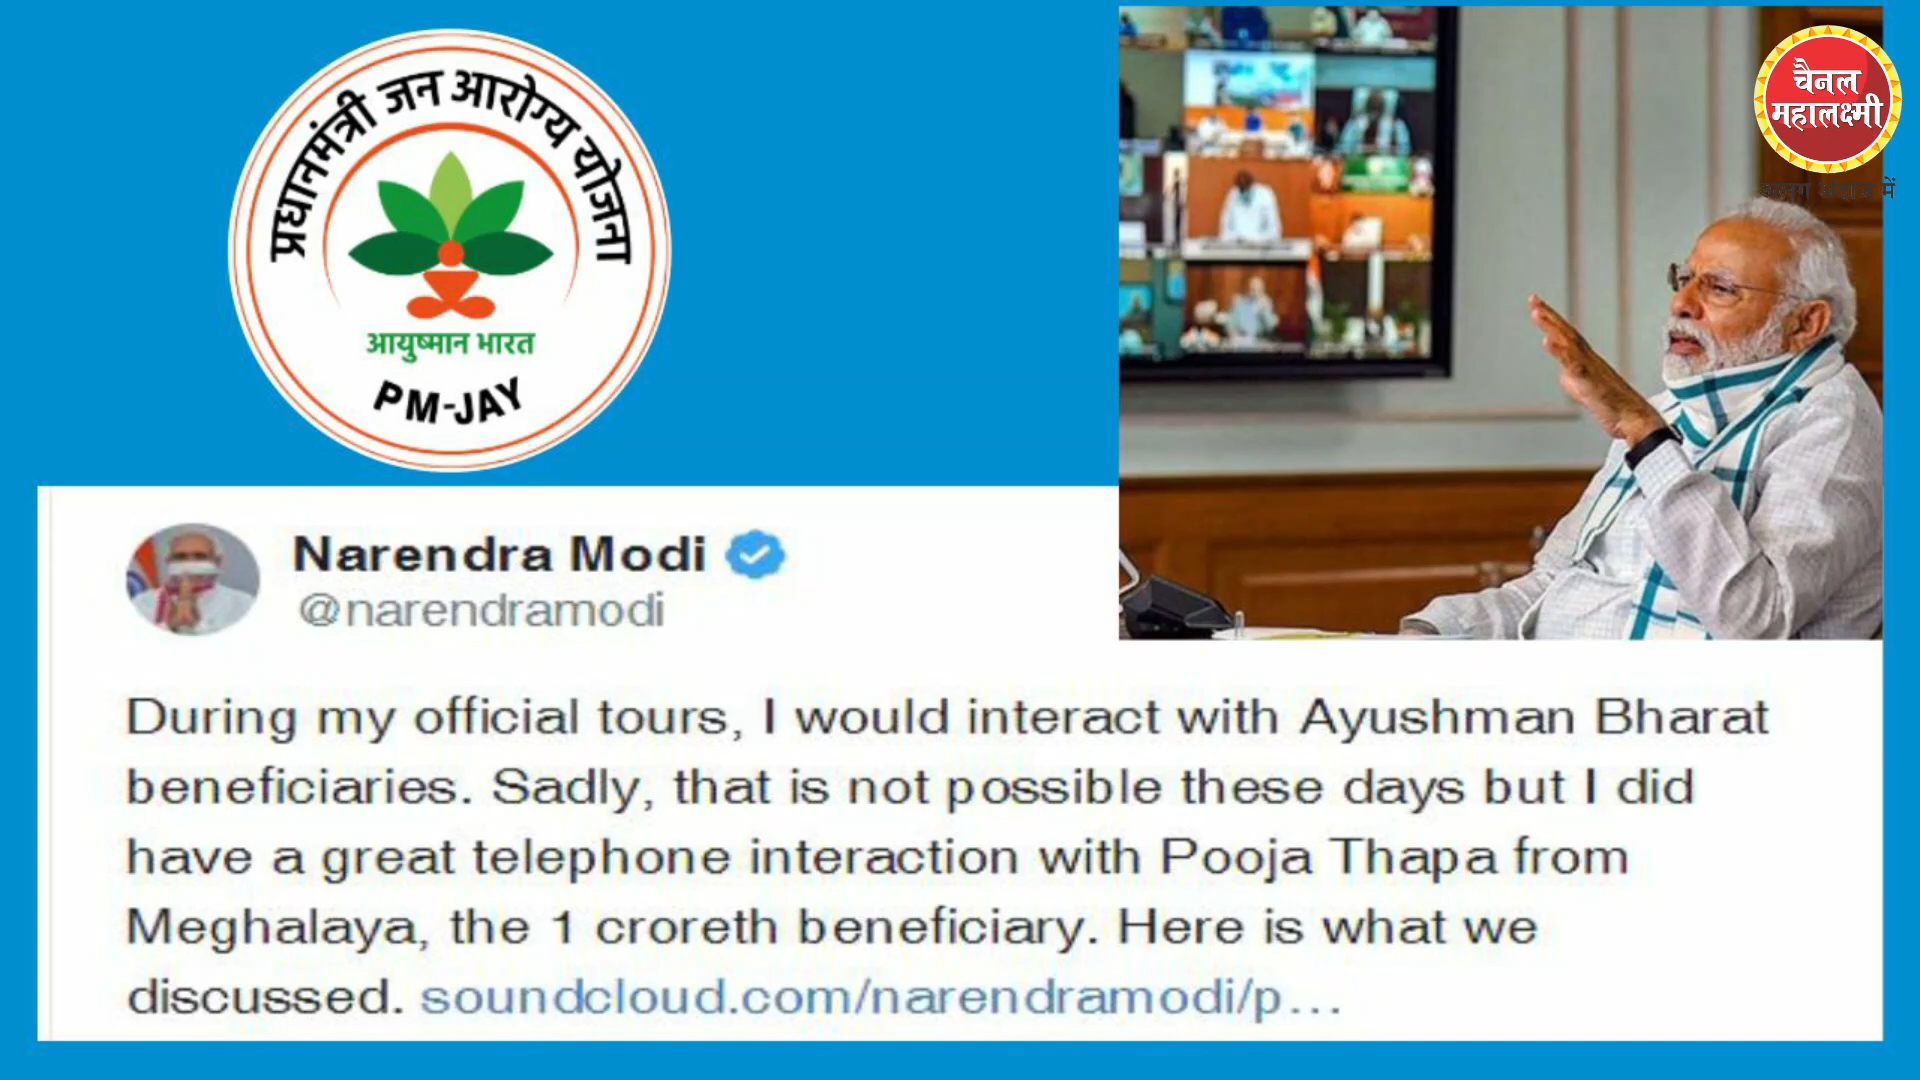 प्रधानमंत्री जन आरोग्य योजना
आयुष्मान भारत
PM-JAY
चैनल
महालक्ष्मी
में
Narendra Modi
@narendramodi
During my official tours, I would interact with Ayushman Bharat
beneficiaries. Sadly, that is not possible these days but I did
have a great telephone interaction with Pooja Thapa from
Meghalaya, the 1 croreth beneficiary. Here is what we
discussed. soundcloud.com/narendramodi/p...